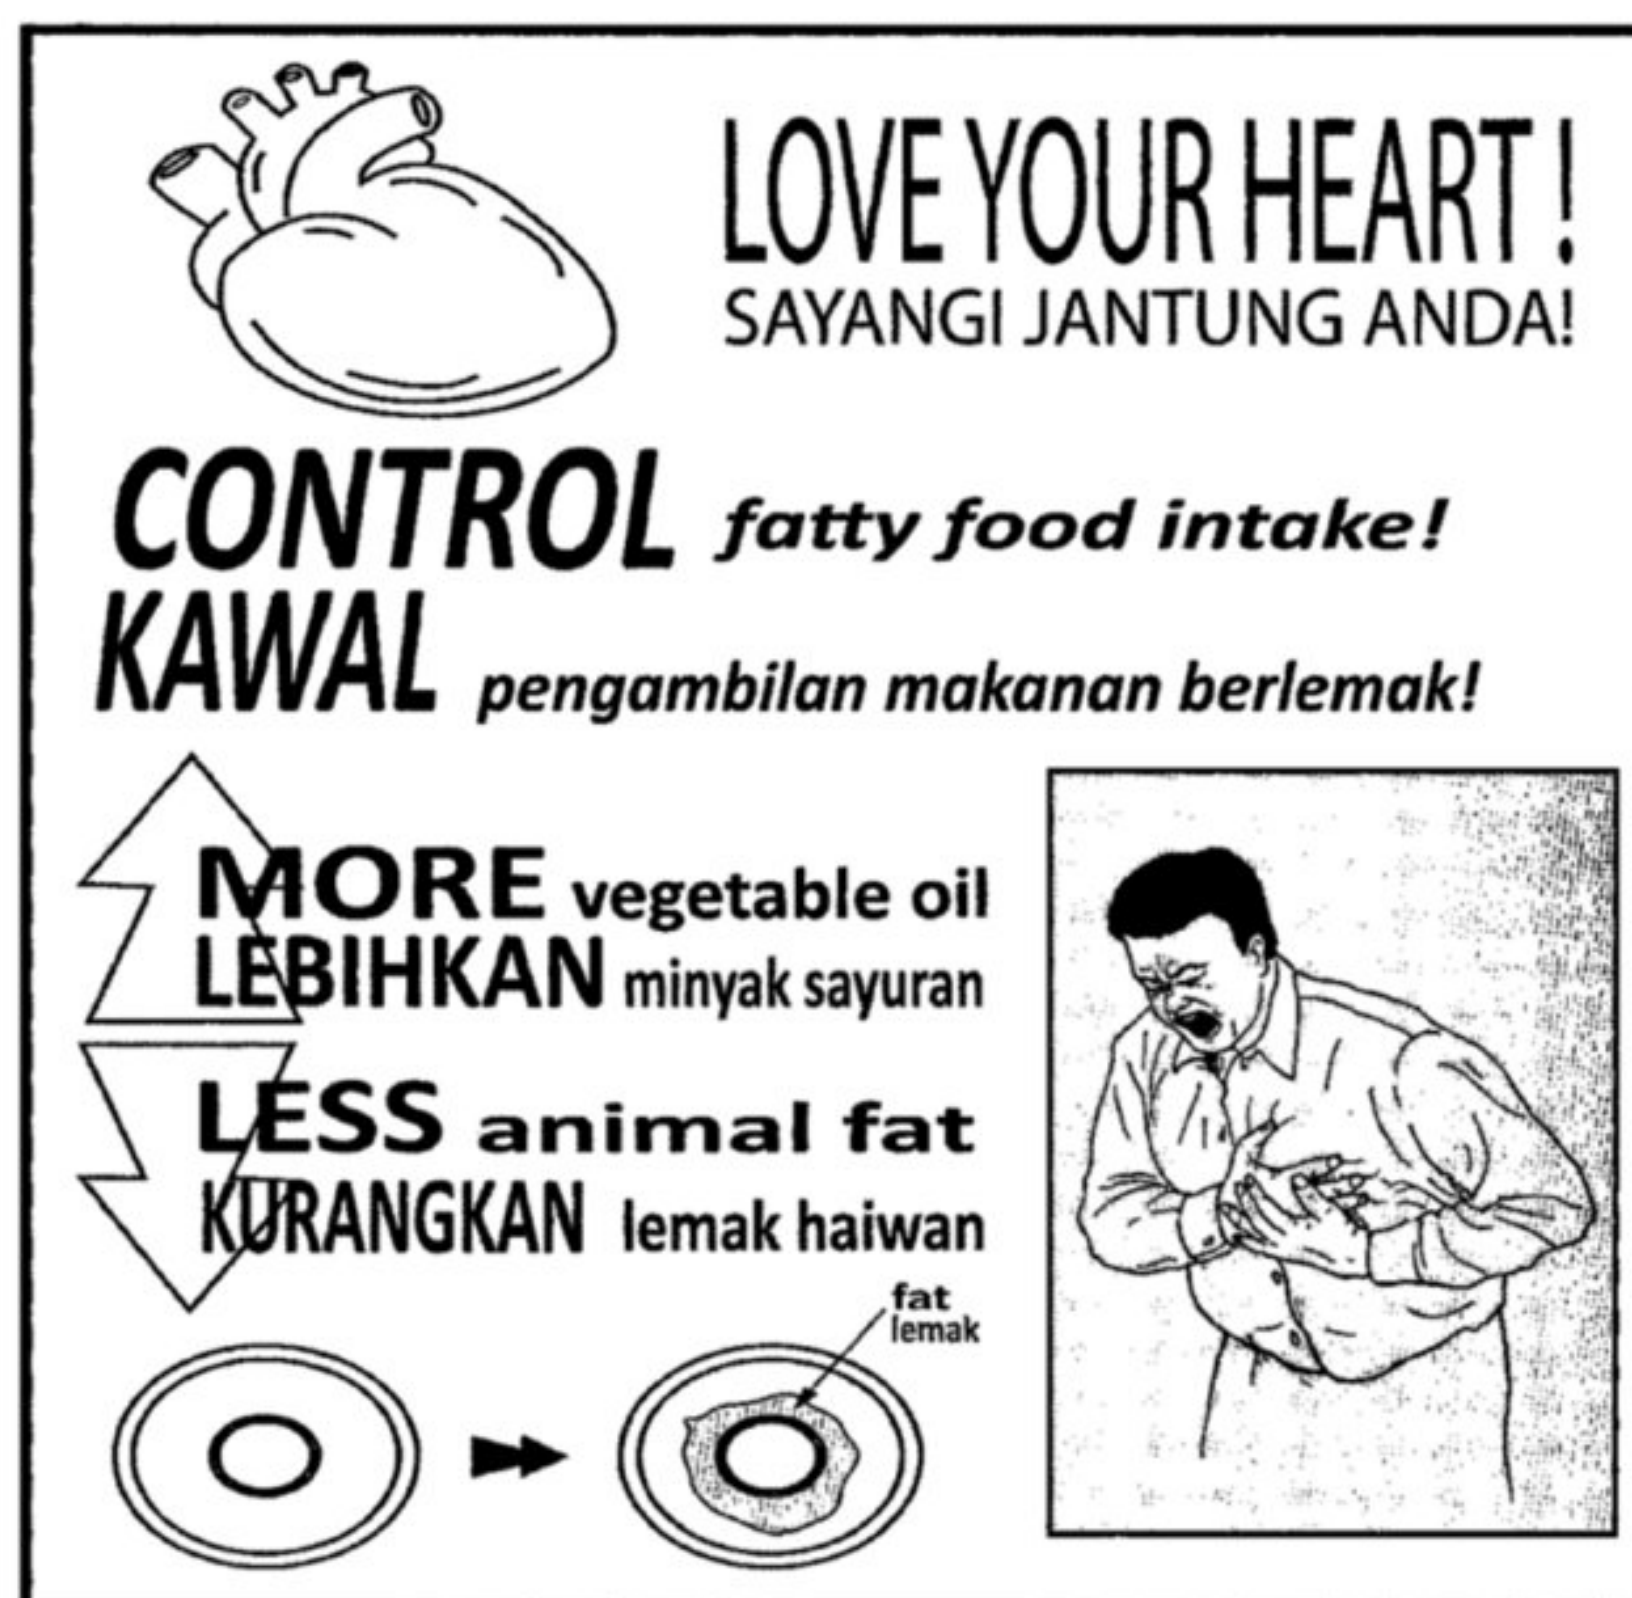 LOVE YOUR HEART !
SAYANGI JANTUNG ANDA!
CONTROL fatty food intake!
KAWAL pengambilan makanan berlemak!
MORE vegetable oil
LEBIHKAN minyak sayuran
LESS animal fat
KURANGKAN lemak haiwan
fat
lemak